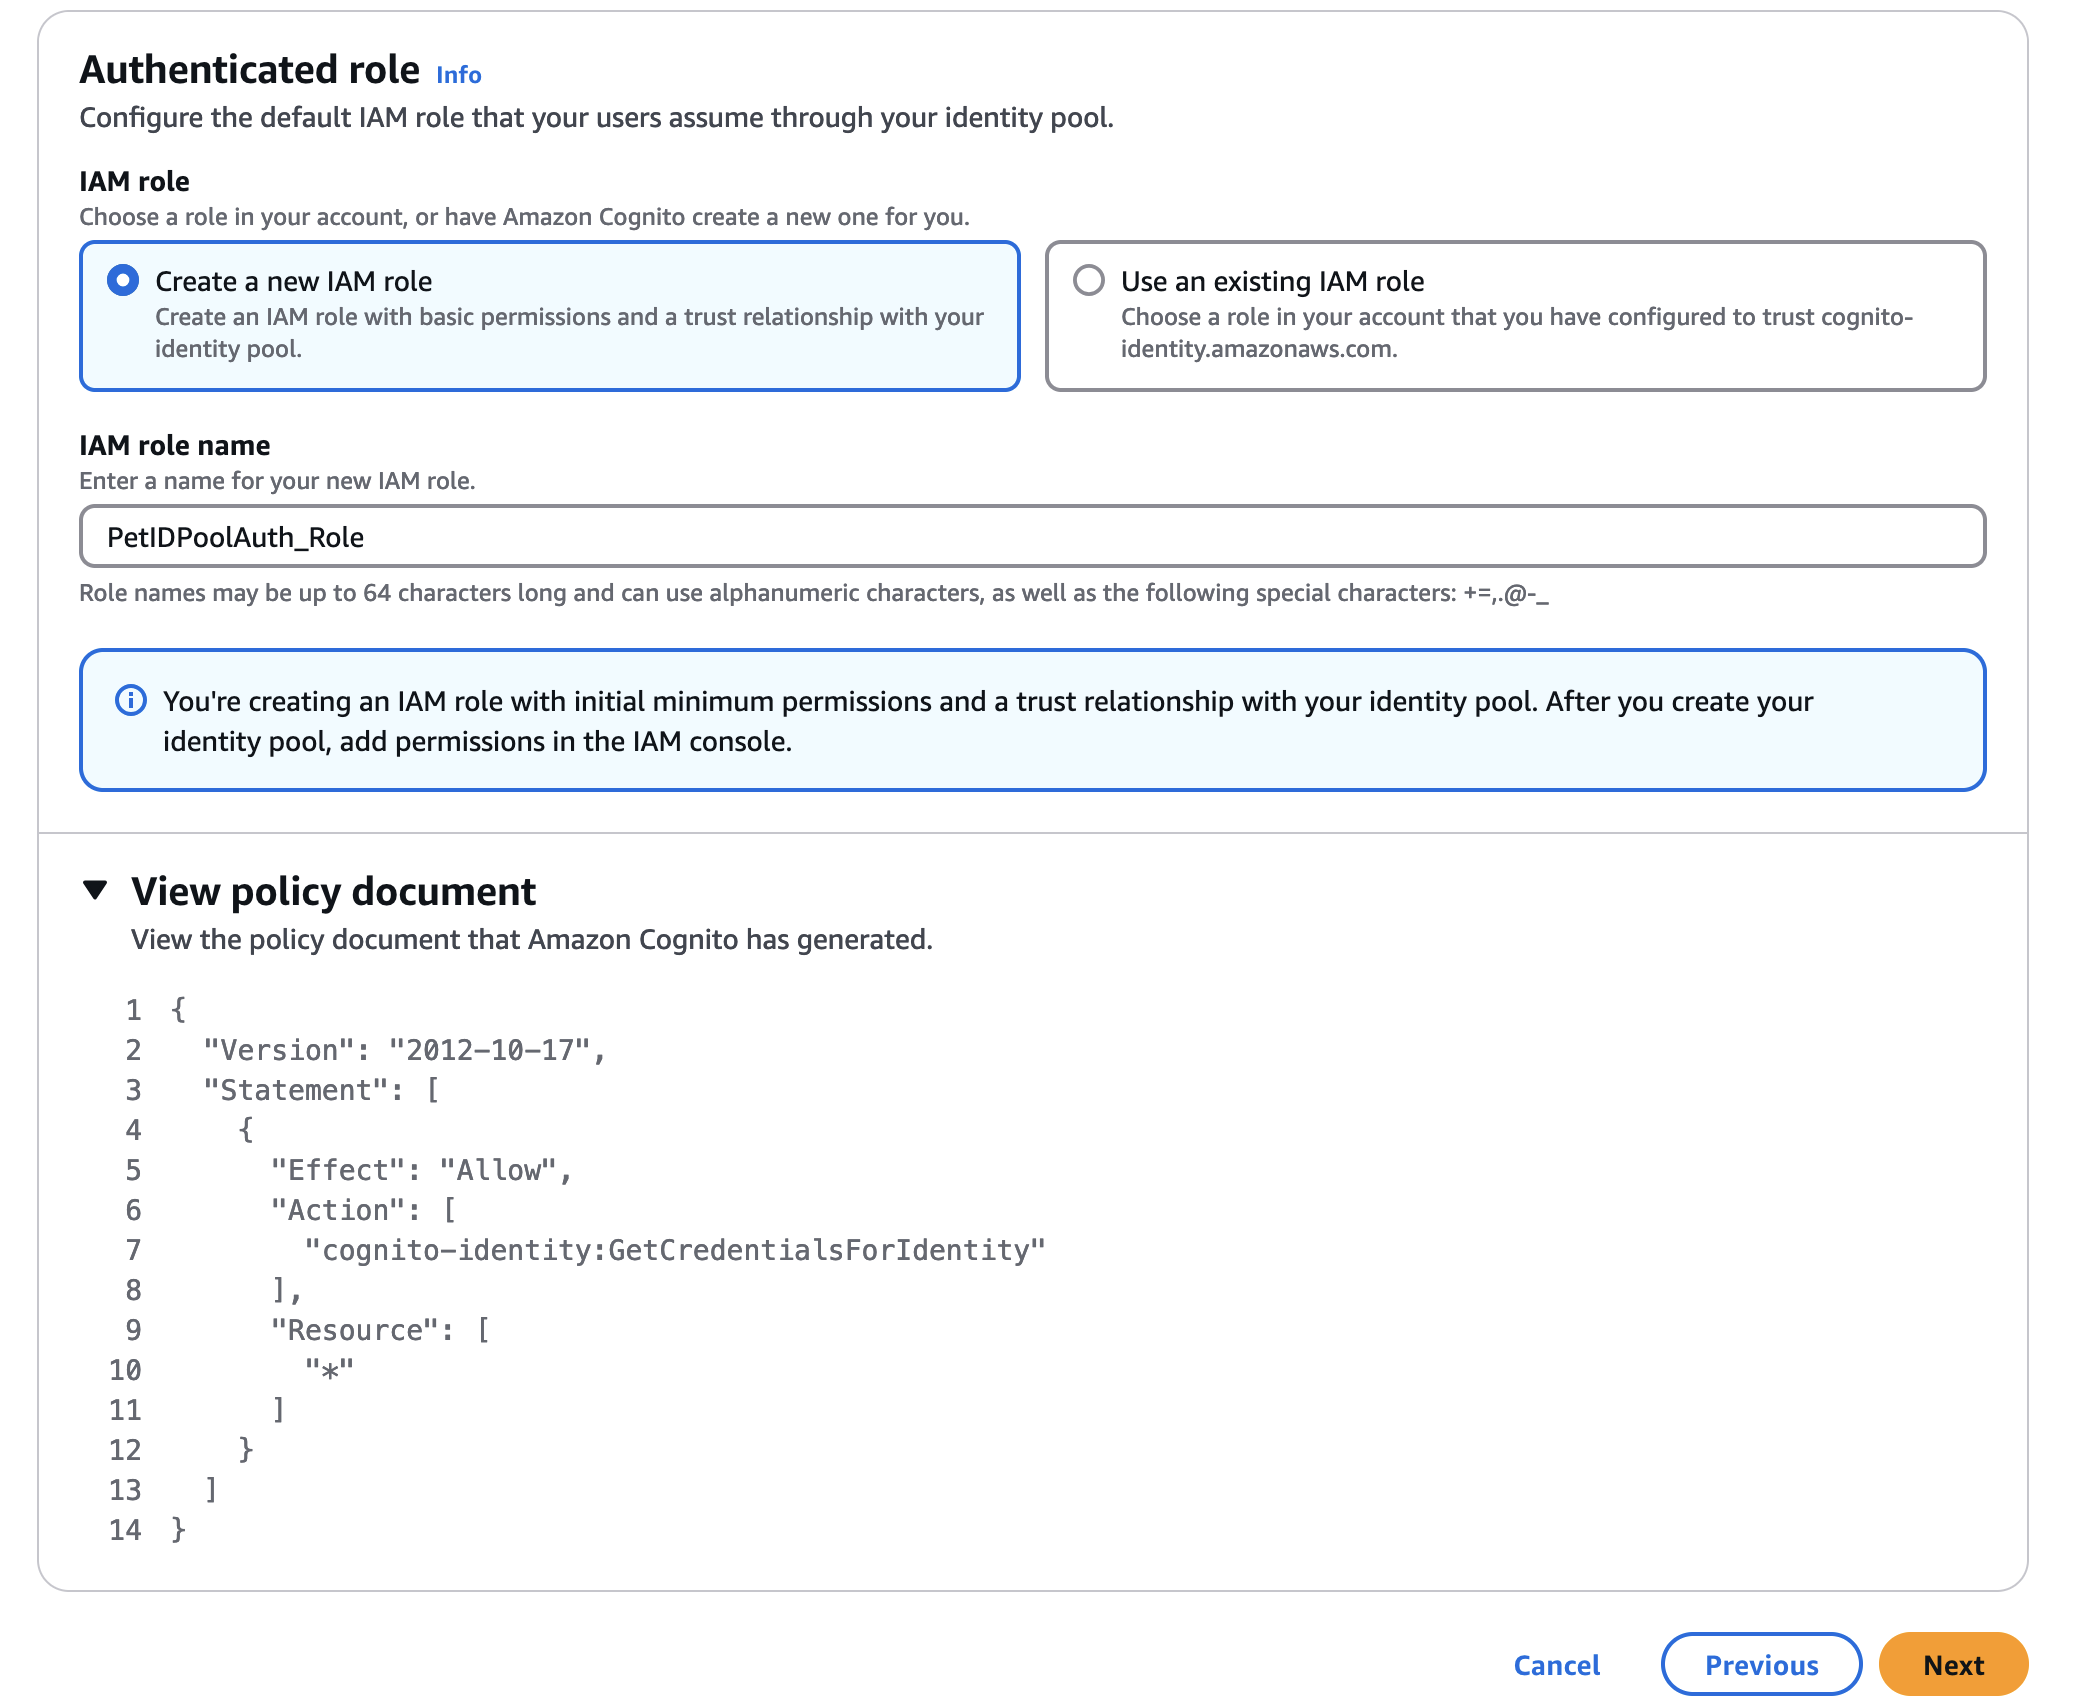 Authenticated role Info
Configure the default IAM role that your users assume through your identity pool.
IAM role
Choose a role in your account, or have Amazon Cognito create a new one for you.
Create a new IAM role
Create an IAM role with basic permissions and a trust relationship with your
identity pool.
Use an existing IAM role
Choose a role in your account that you have configured to trust cognito-
identity.amazonaws.com.
IAM role name
Enter a name for your new IAM role.
PetIDPoolAuth_Role
Role names may be up to 64 characters long and can use alphanumeric characters, as well as the following special characters: +=,.@-_
You're creating an IAM role with initial minimum permissions and a trust relationship with your identity pool. After you create your
identity pool, add permissions in the IAM console.
View policy document
View the policy document that Amazon Cognito has generated.
1 {
2   "Version": "2012-10-17",
3   "Statement": [
4     {
5       "Effect": "Allow",
6       "Action": [
7         "cognito-identity:GetCredentialsForIdentity"
8       ],
9       "Resource": [
10         "*"
11       ]
12     }
13   ]
14 }
Cancel
Previous
Next